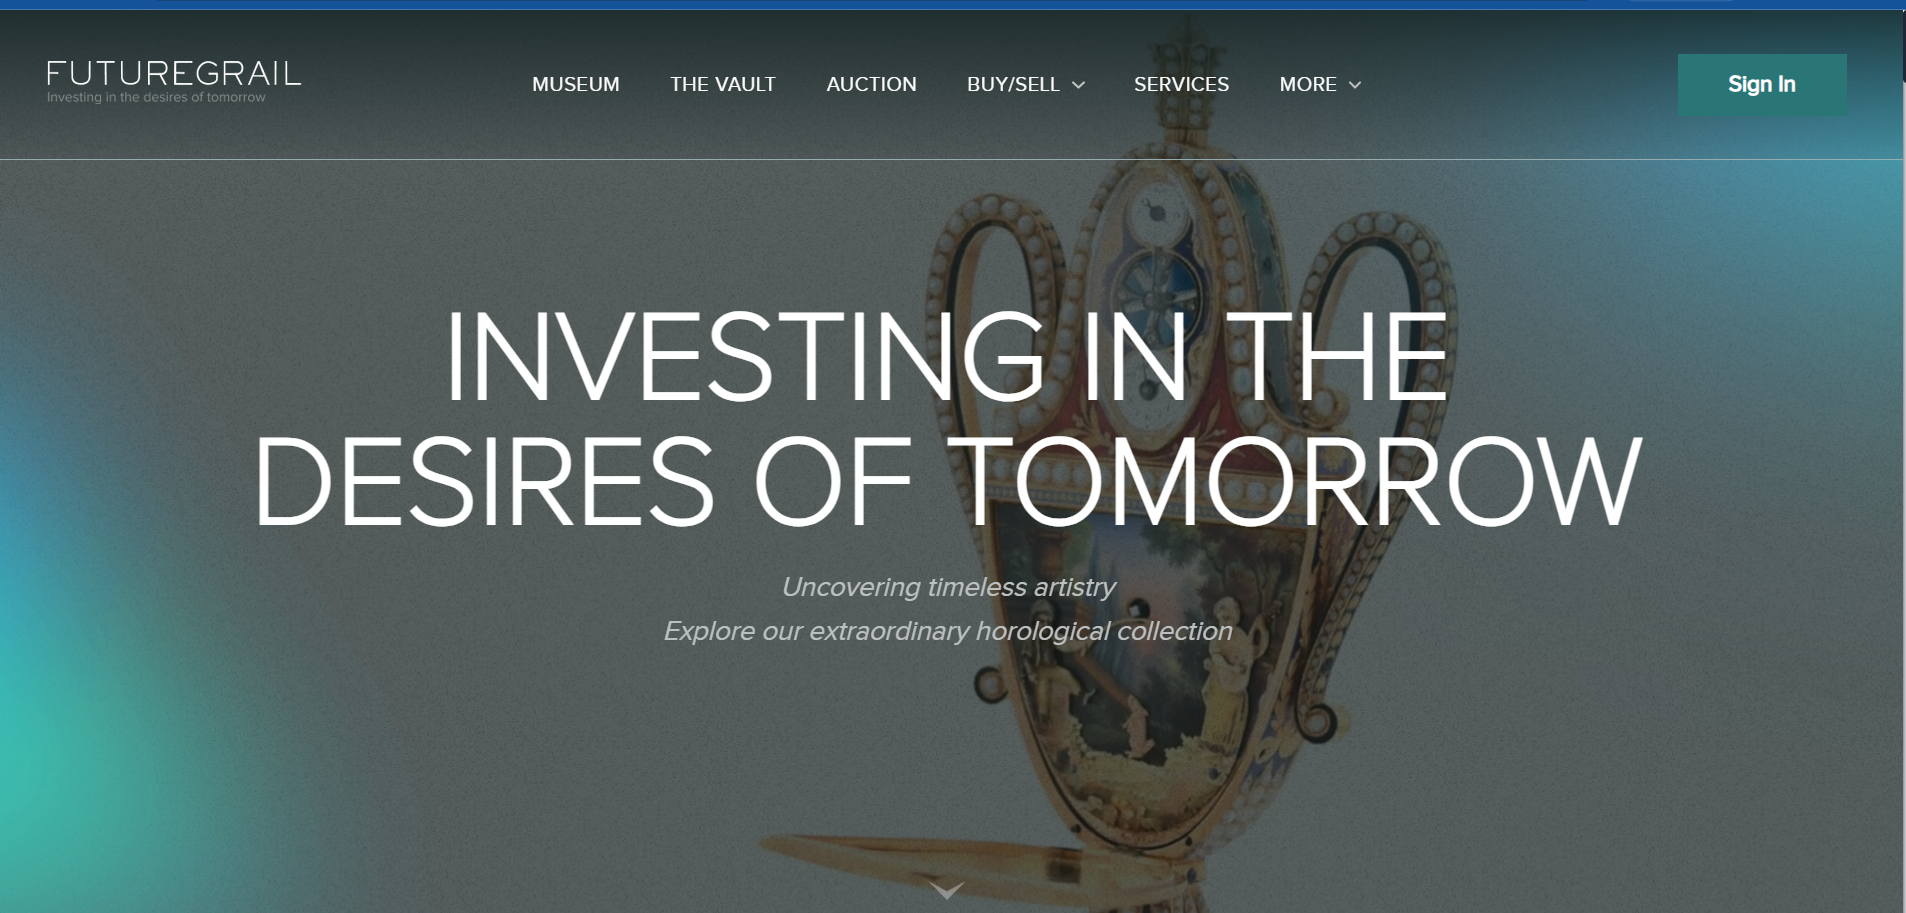 FUTUREGRAIL
Investing in the desires of tomorrow
MUSEUM
THE VAULT
AUCTION
BUY/SELL
SERVICES
MORE
Sign In
INVESTING IN THE
DESIRES OF TOMORROW
Uncovering timeless artistry
Explore our extraordinary horological collection